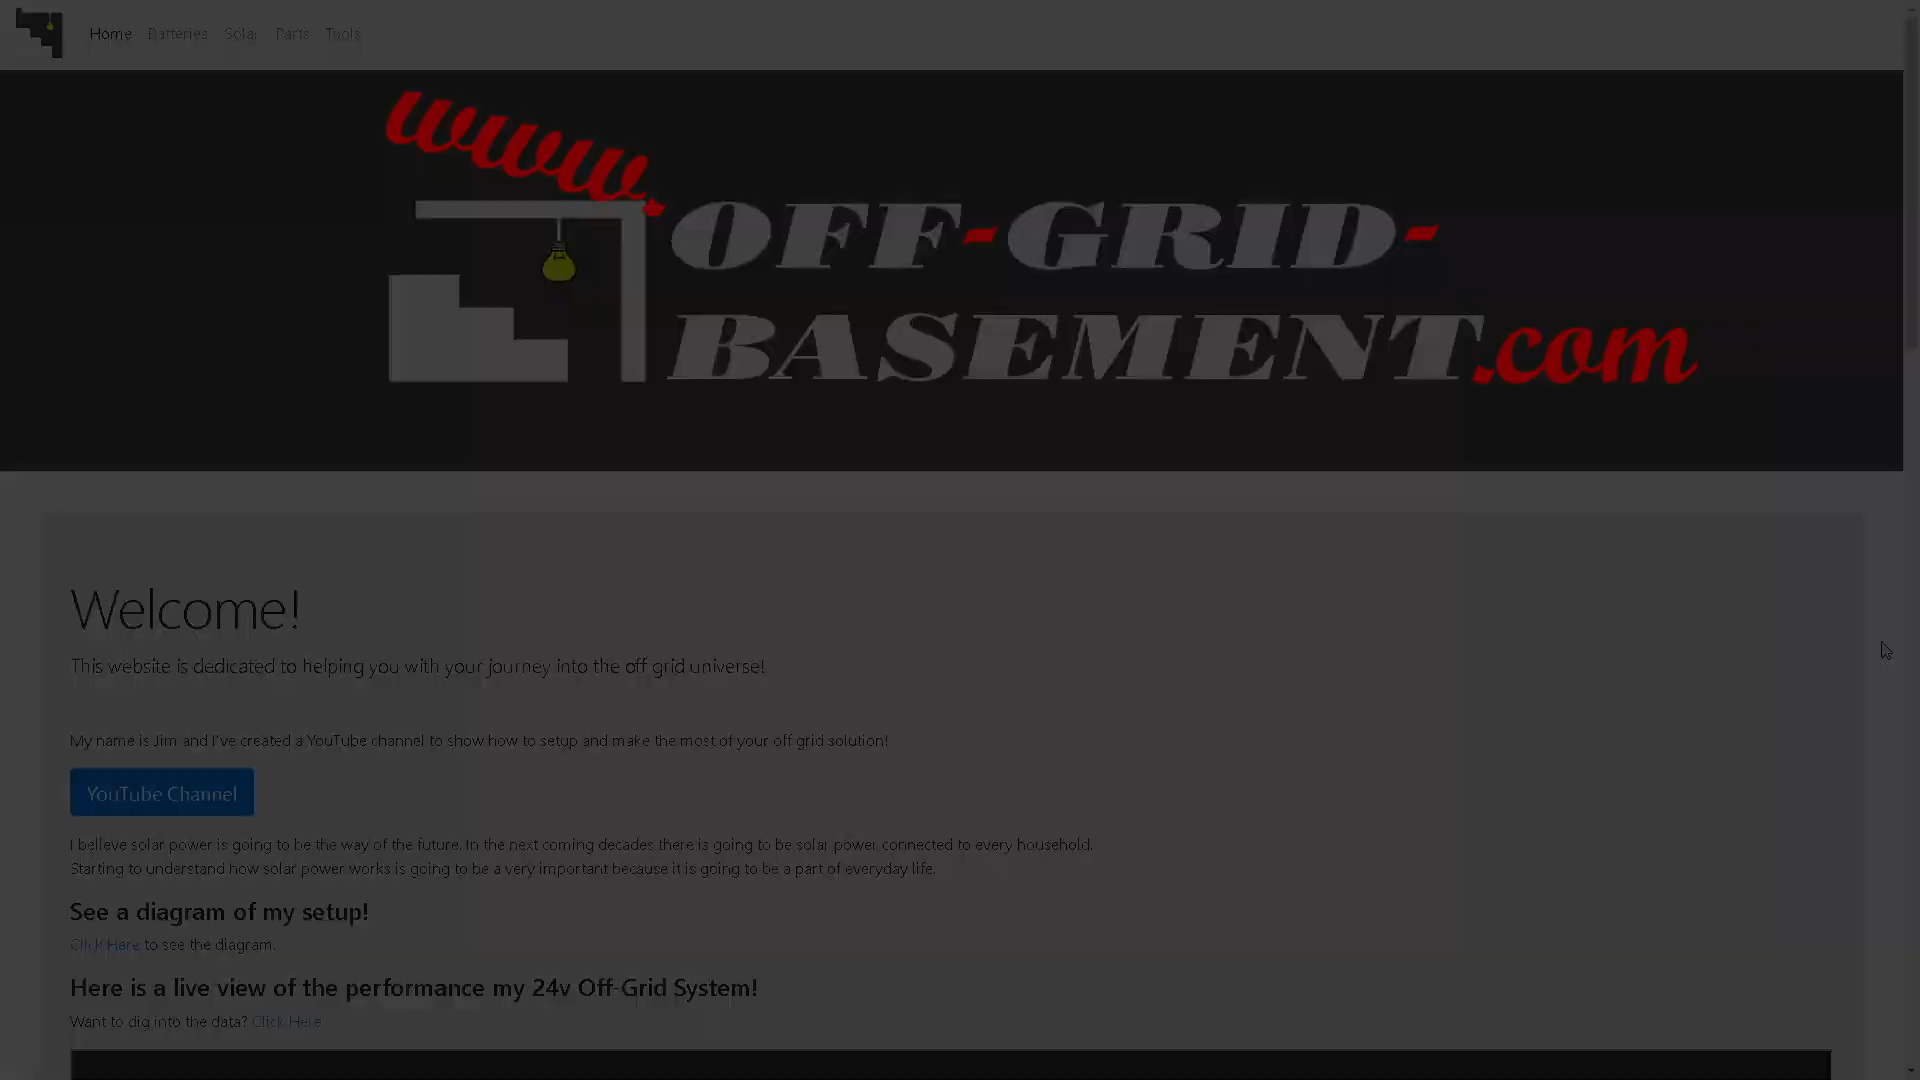 Home Batteries Solar Parts Tools
www.
OFF-GRID-
BASEMENT.com
Welcome!
This website is dedicated to helping you with your journey into the off grid universe!
My name is Jim and I've created a YouTube channel to show how to setup and make the most of your off grid solution!
YouTube Channel
I believe solar power is going to be the way of the future. In the next coming decades there is going to be solar power connected to every household.
Starting to understand how solar power works is going to be a very important because it is going to be a part of everyday life.
See a diagram of my setup!
Click Here to see the diagram.
Here is a live view of the performance my 24v Off-Grid System!
Want to dig into the data? Click Here